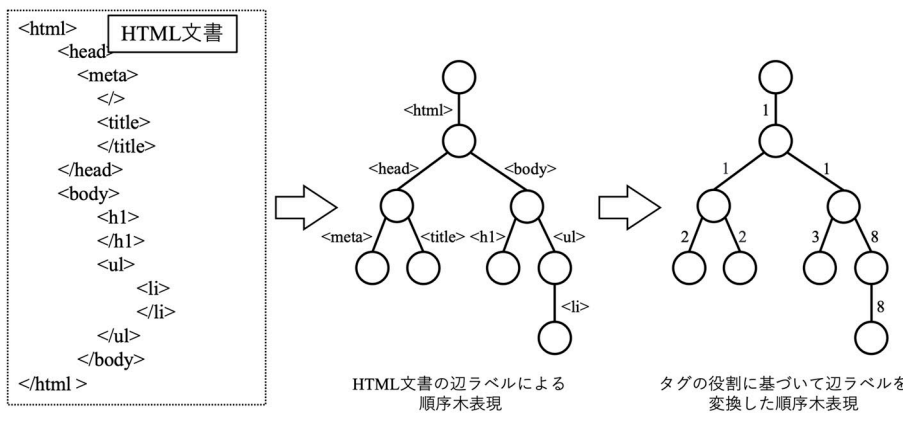 HTML文書
<html>
<head>
<meta>
</>
<title>
</title>
</head>
<body>
<h1>
</h1>
<ul>
<li>
</li>
</ul>
</body>
</html >
<html>
<head>
<body>
<meta>
<title>
<h1>
<ul>
<li>
HTML文書の辺ラベルによる
順序木表現
1
1
1
2
2
3
8
8
タグの役割に基づいて辺ラベルを
変換した順序木表現